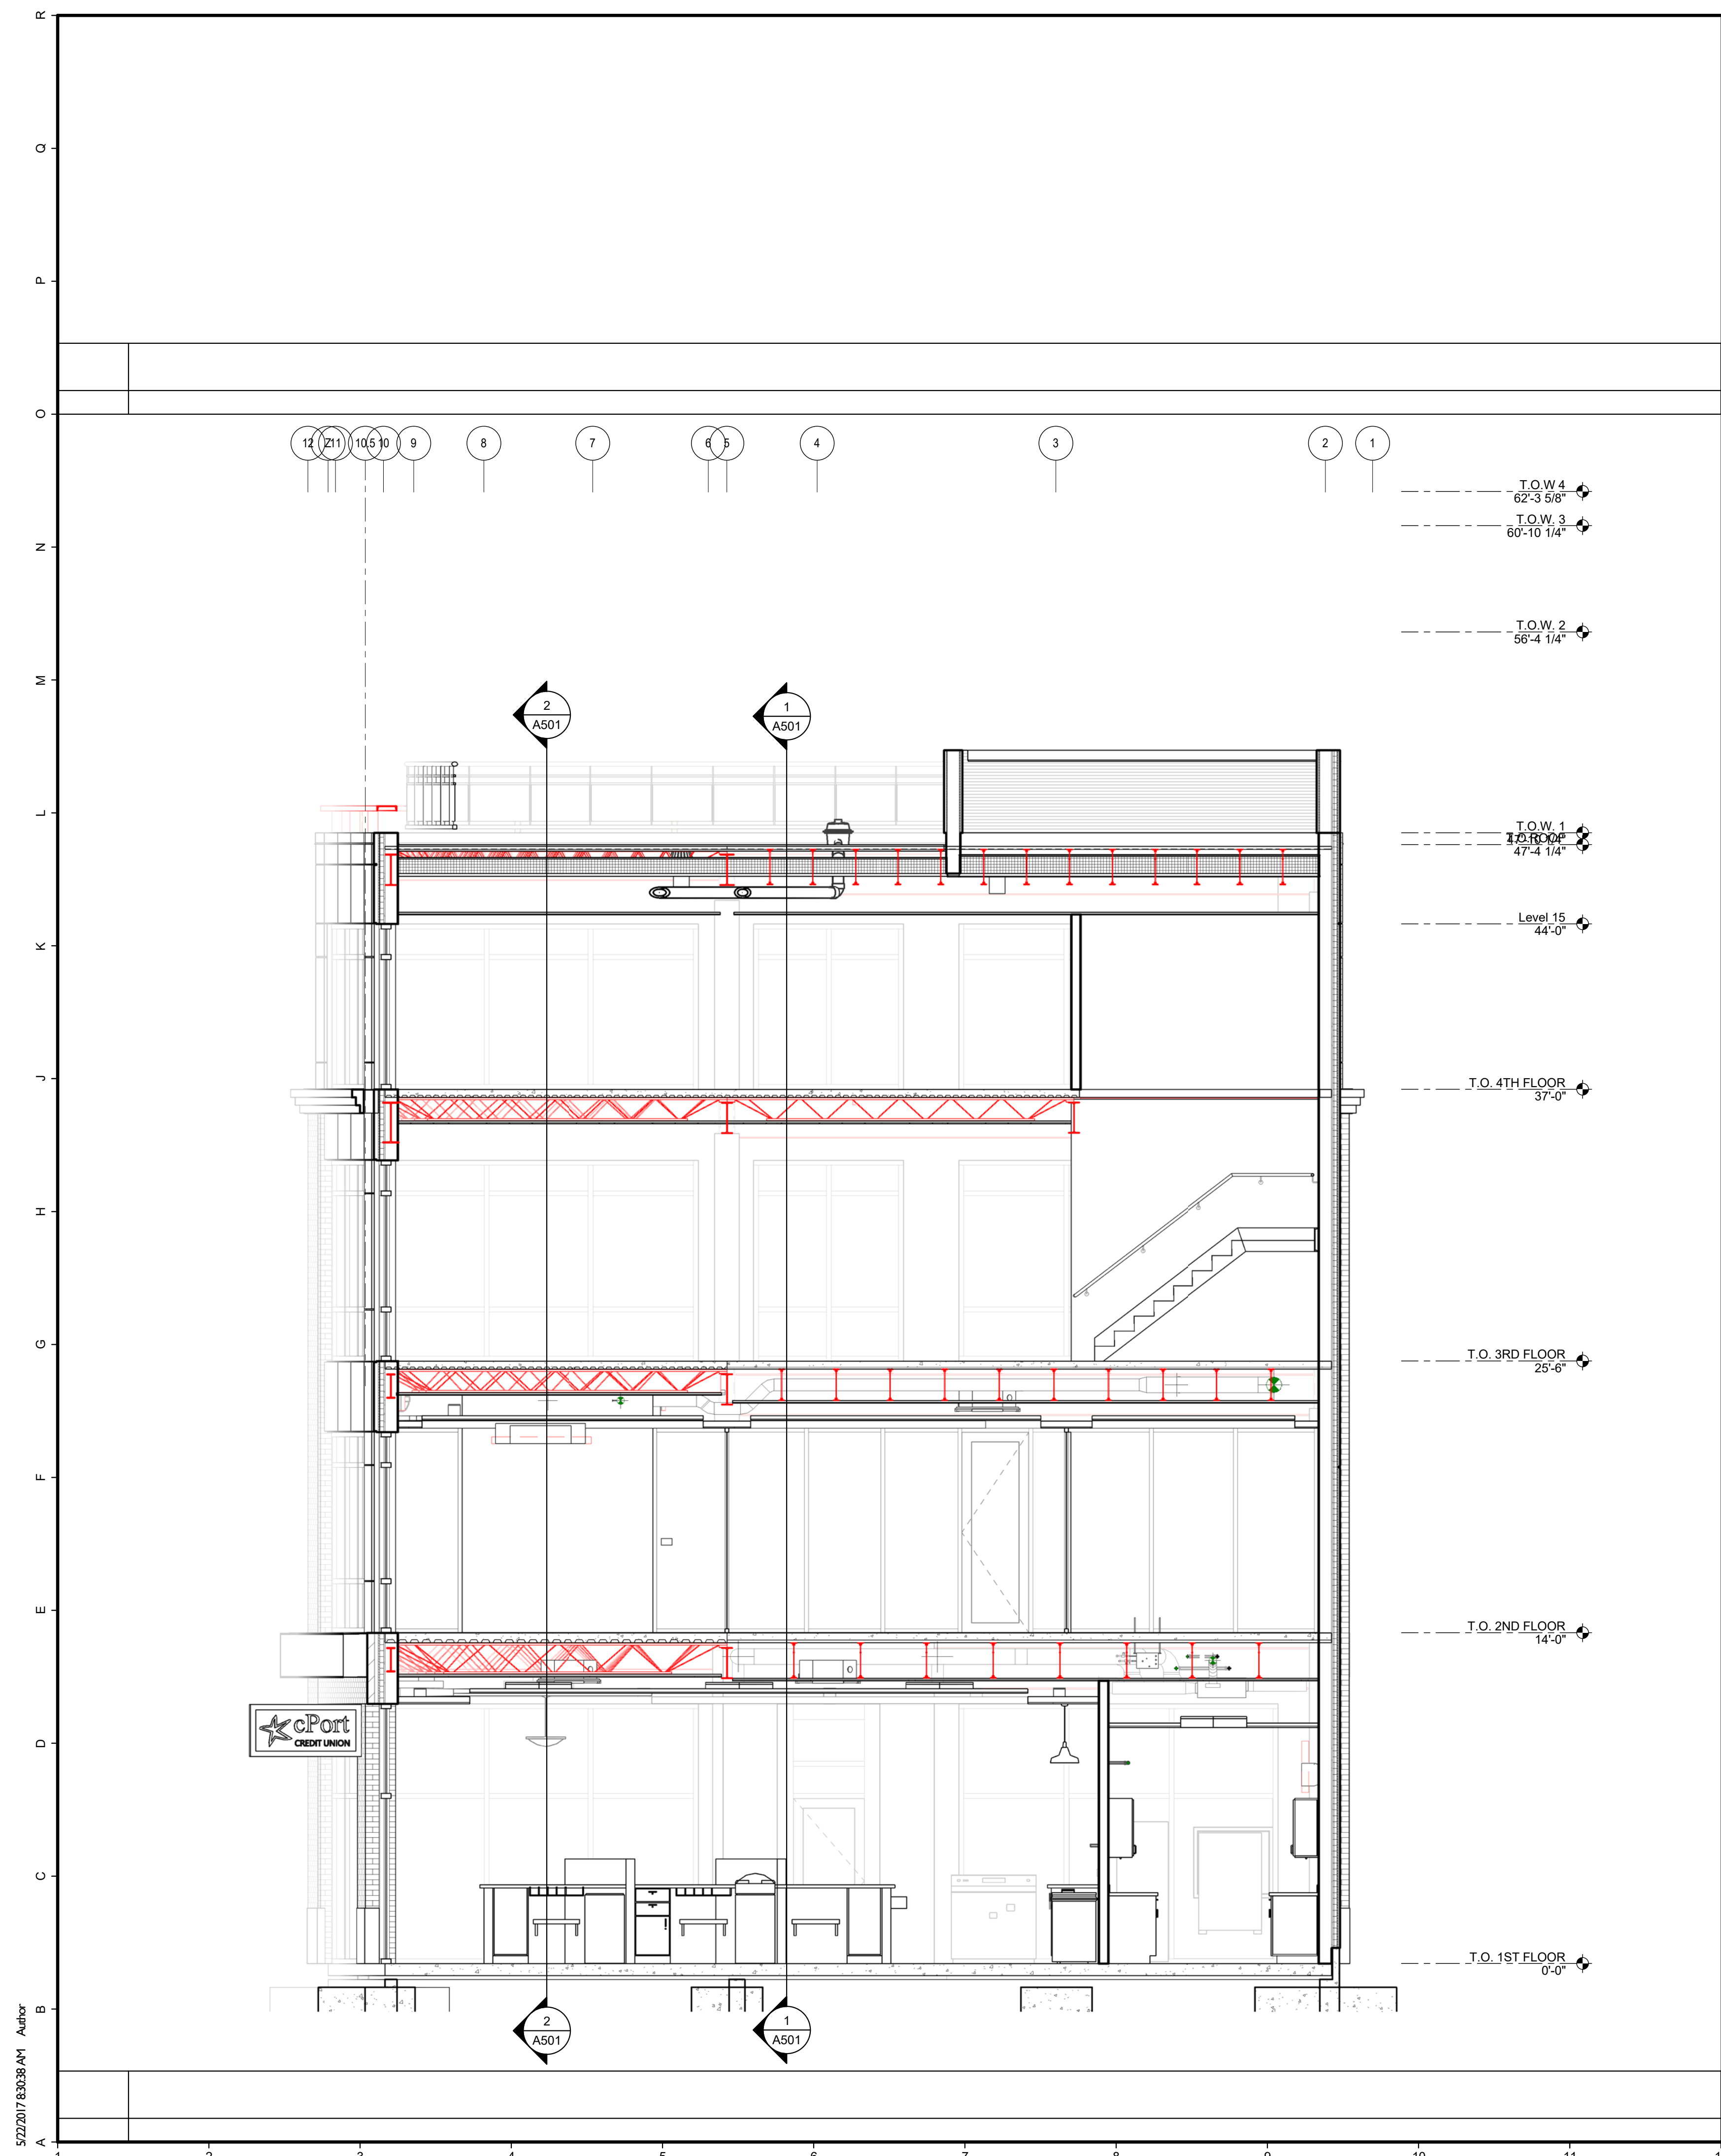 R
Q
P
O
12 Z 11 10.5 10 9 8 7 6 5 4 3 2 1
T.O.W 4
62'-3 5/8"
T.O.W. 3
60'-10 1/4"
N
T.O.W. 2
56'-4 1/4"
M
2
A501
1
A501
L
T.O.W. 1
T.O. ROOF
47'-4 1/4"
Level 15
44'-0"
K
J
T.O. 4TH FLOOR
37'-0"
H
G
T.O. 3RD FLOOR
25'-6"
F
E
T.O. 2ND FLOOR
14'-0"
cPort
CREDIT UNION
D
C
T.O. 1ST FLOOR
0'-0"
B
2
A501
1
A501
5/22/2017 8:30:38 AM Author
A
1 2 3 4 5 6 7 8 9 10 11